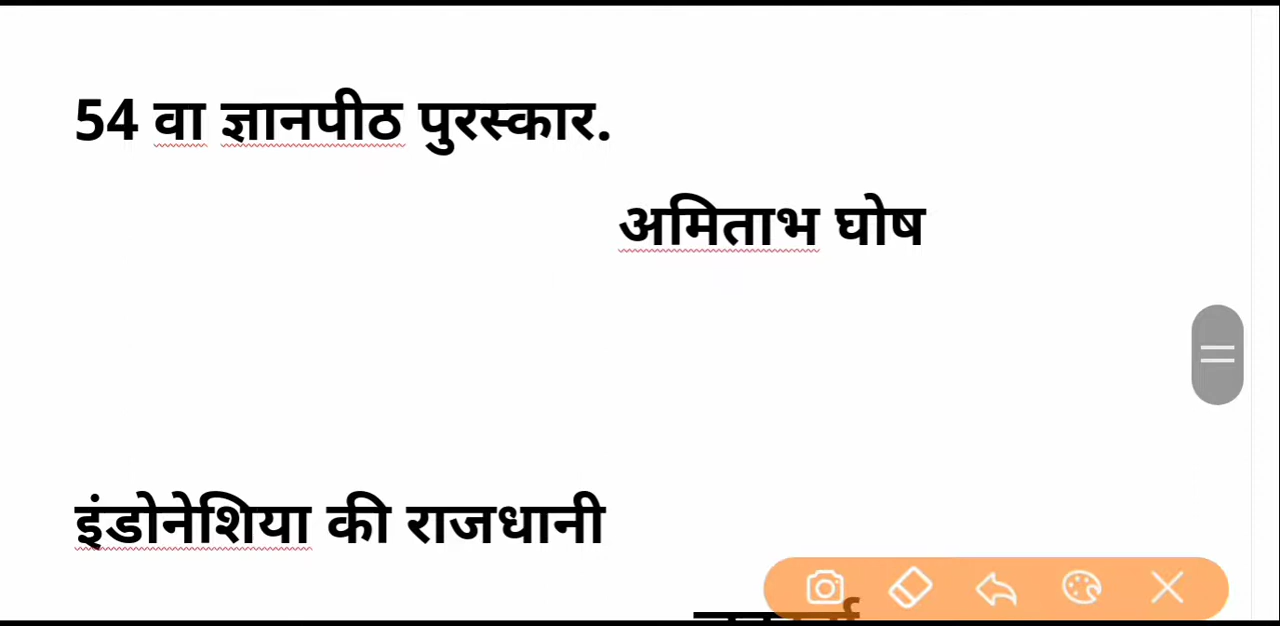 54 वा ज्ञानपीठ पुरस्कार.
अमिताभ घोष
इंडोनेशिया की राजधानी